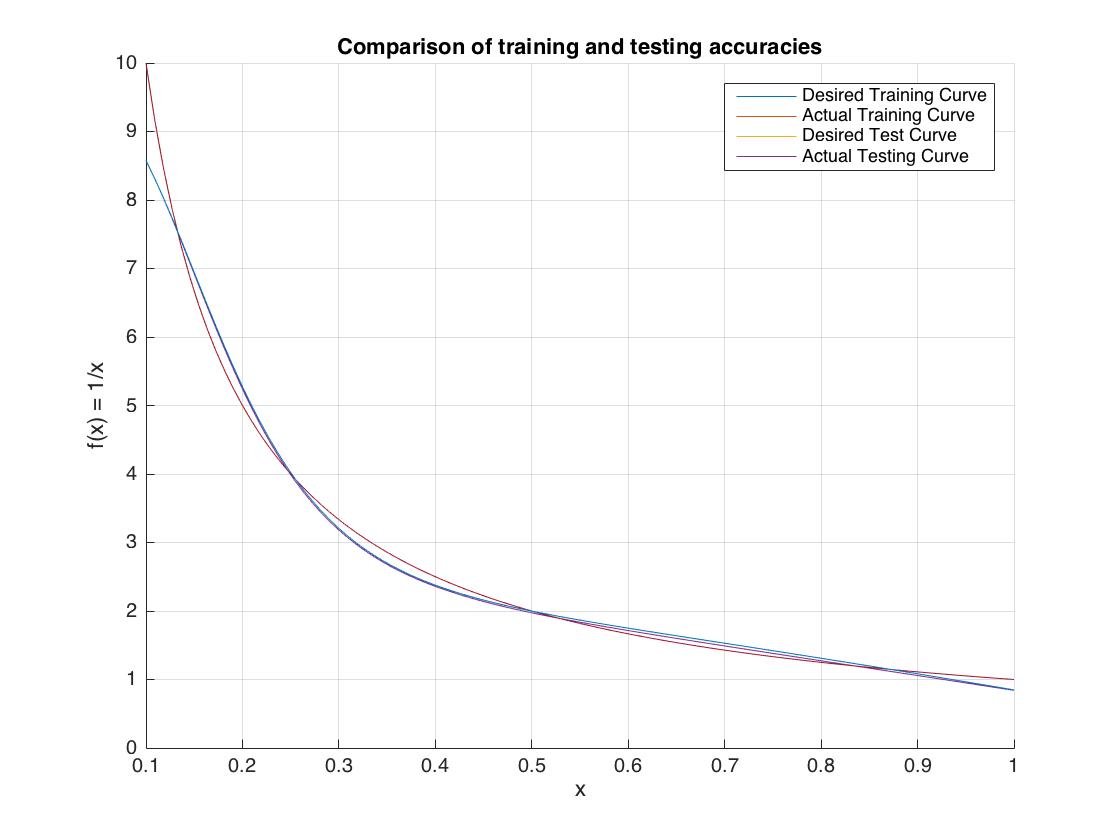 Comparison of training and testing accuracies
10
9
8
7
6
5
4
3
2
1
0
f(x) = 1/x
Desired Training Curve
Actual Training Curve
Desired Test Curve
Actual Testing Curve
0.1 0.2 0.3 0.4 0.5 0.6 0.7 0.8 0.9 1
x